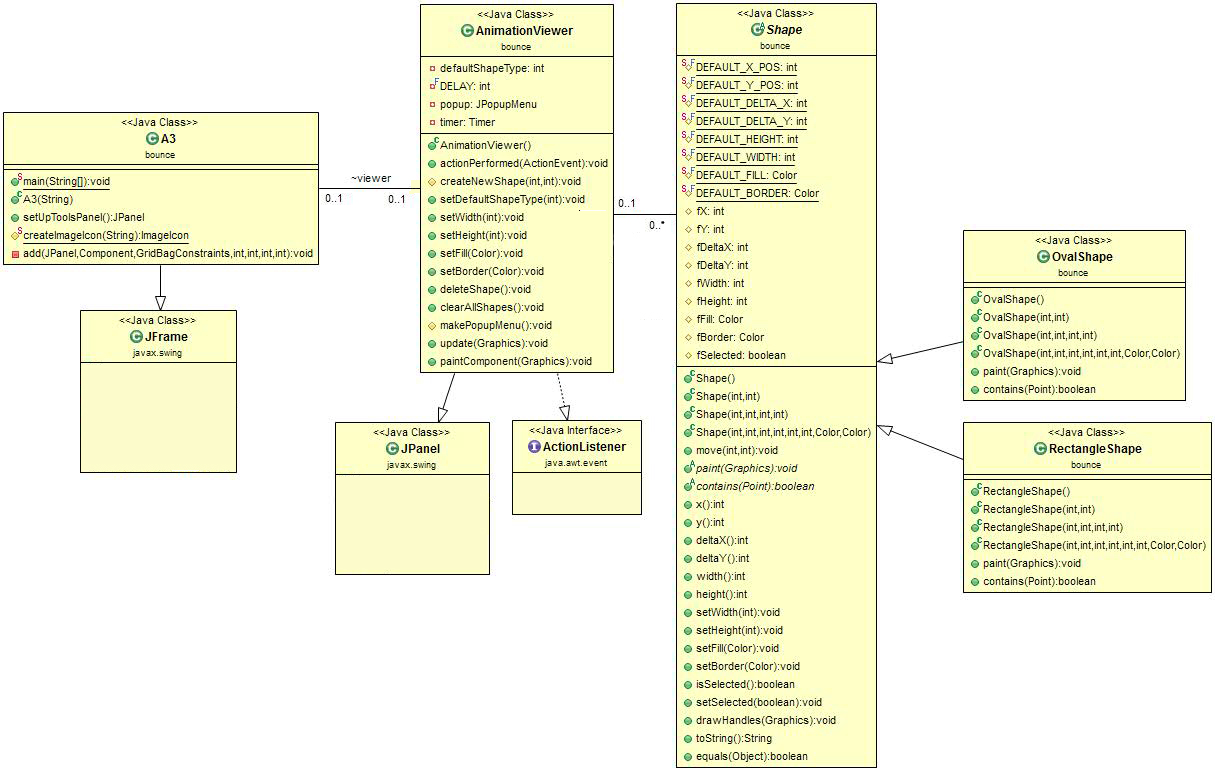 <<Java Class>>
A3
bounce
main(String[]):void
A3(String)
setUpToolsPanel():JPanel
createImageIcon(String):ImageIcon
add(JPanel,Component,GridBagConstraints,int,int,int,int):void
~viewer
0..1
0..1
<<Java Class>>
JFrame
javax.swing
<<Java Class>>
AnimationViewer
bounce
defaultShapeType: int
DELAY: int
popup: JPopupMenu
timer: Timer
AnimationViewer()
actionPerformed(ActionEvent):void
createNewShape(int,int):void
setDefaultShapeType(int):void
setWidth(int):void
setHeight(int):void
setFill(Color):void
setBorder(Color):void
deleteShape():void
clearAllShapes():void
makePopupMenu():void
update(Graphics):void
paintComponent(Graphics):void
0..1
0..*
<<Java Class>>
JPanel
javax.swing
<<Java Interface>>
ActionListener
java.awt.event
<<Java Class>>
Shape
bounce
DEFAULT_X_POS: int
DEFAULT_Y_POS: int
DEFAULT_DELTA_X: int
DEFAULT_DELTA_Y: int
DEFAULT_HEIGHT: int
DEFAULT_WIDTH: int
DEFAULT_FILL: Color
DEFAULT_BORDER: Color
fX: int
fY: int
fDeltaX: int
fDeltaY: int
fWidth: int
fHeight: int
fFill: Color
fBorder: Color
fSelected: boolean
Shape()
Shape(int,int)
Shape(int,int,int,int)
Shape(int,int,int,int,int,int,Color,Color)
move(int,int):void
paint(Graphics):void
contains(Point):boolean
x():int
y():int
deltaX():int
deltaY():int
width():int
height():int
setWidth(int):void
setHeight(int):void
setFill(Color):void
setBorder(Color):void
isSelected():boolean
setSelected(boolean):void
drawHandles(Graphics):void
toString():String
equals(Object):boolean
<<Java Class>>
OvalShape
bounce
OvalShape()
OvalShape(int,int)
OvalShape(int,int,int,int)
OvalShape(int,int,int,int,int,int,Color,Color)
paint(Graphics):void
contains(Point):boolean
<<Java Class>>
RectangleShape
bounce
RectangleShape()
RectangleShape(int,int)
RectangleShape(int,int,int,int)
RectangleShape(int,int,int,int,int,int,Color,Color)
paint(Graphics):void
contains(Point):boolean